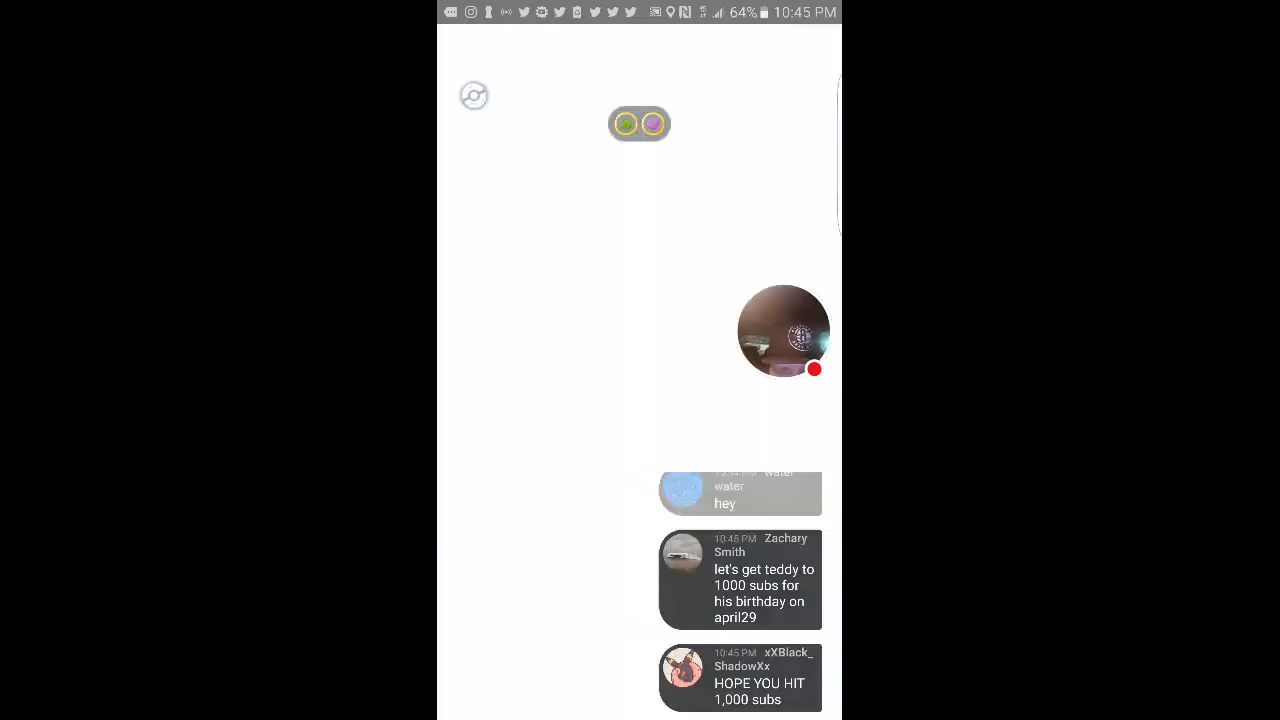 64% 10:45 PM
water
water
hey
10:45 PM Zachary
Smith
let's get teddy to
1000 subs for
his birthday on
april29
10:45 PM xXBlack_
ShadowXx
HOPE YOU HIT
1,000 subs